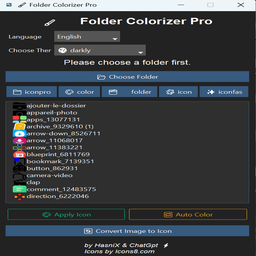 Folder Colorizer Pro
Folder Colorizer Pro
Language English
Choose Ther darkly
Please choose a folder first.
Choose Folder
iconpro color folder icon iconfas
ajouter-le-dossier
appareil-photo
apps_13077131
archive_9329610 (1)
arrow-down_8526711
arrow_11068017
arrow_11383221
blueprint_6811769
bookmark_7139351
button_862931
camera-video
clap
comment_12483575
direction_6222046
Apply Icon Auto Color
Convert Image to Icon
by HasniX & ChatGpt
Icons by Icons8.com